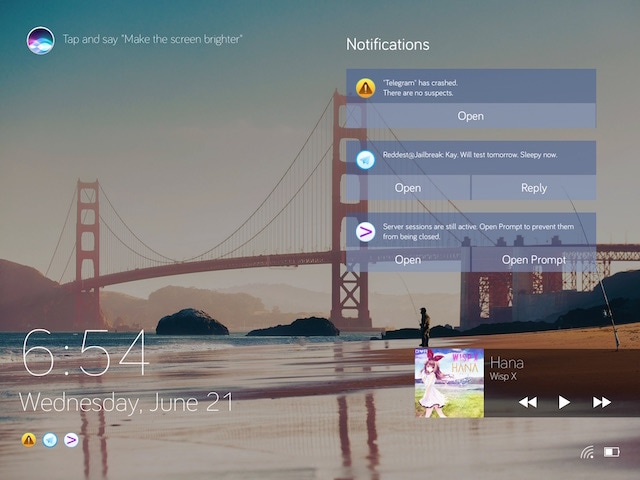 Tap and say "Make the screen brighter"
Notifications
"Telegram" has crashed.
There are no suspects.
Open
Reddest@Jailbreak: Kay. Will test tomorrow. Sleepy now.
Open Reply
Server sessions are still active. Open Prompt to prevent them
from being closed.
Open Open Prompt
6:54
Wednesday, June 21
WISP X
HANA
Hana
Wisp X